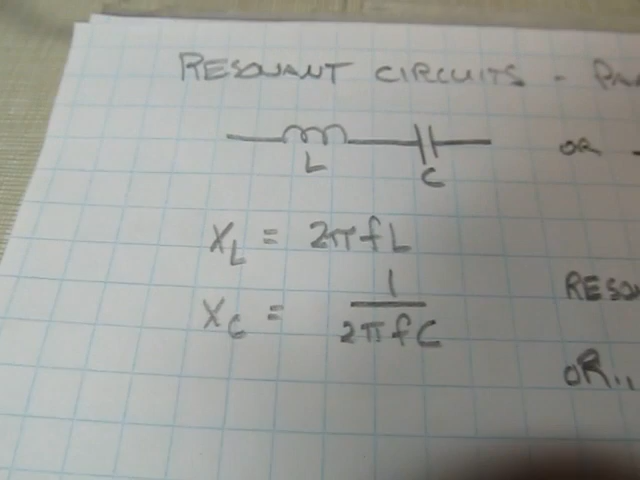 RESONANT CIRCUITS -
L C OR
X_L = 2πfL
X_C = 1 / 2πfC
OR..